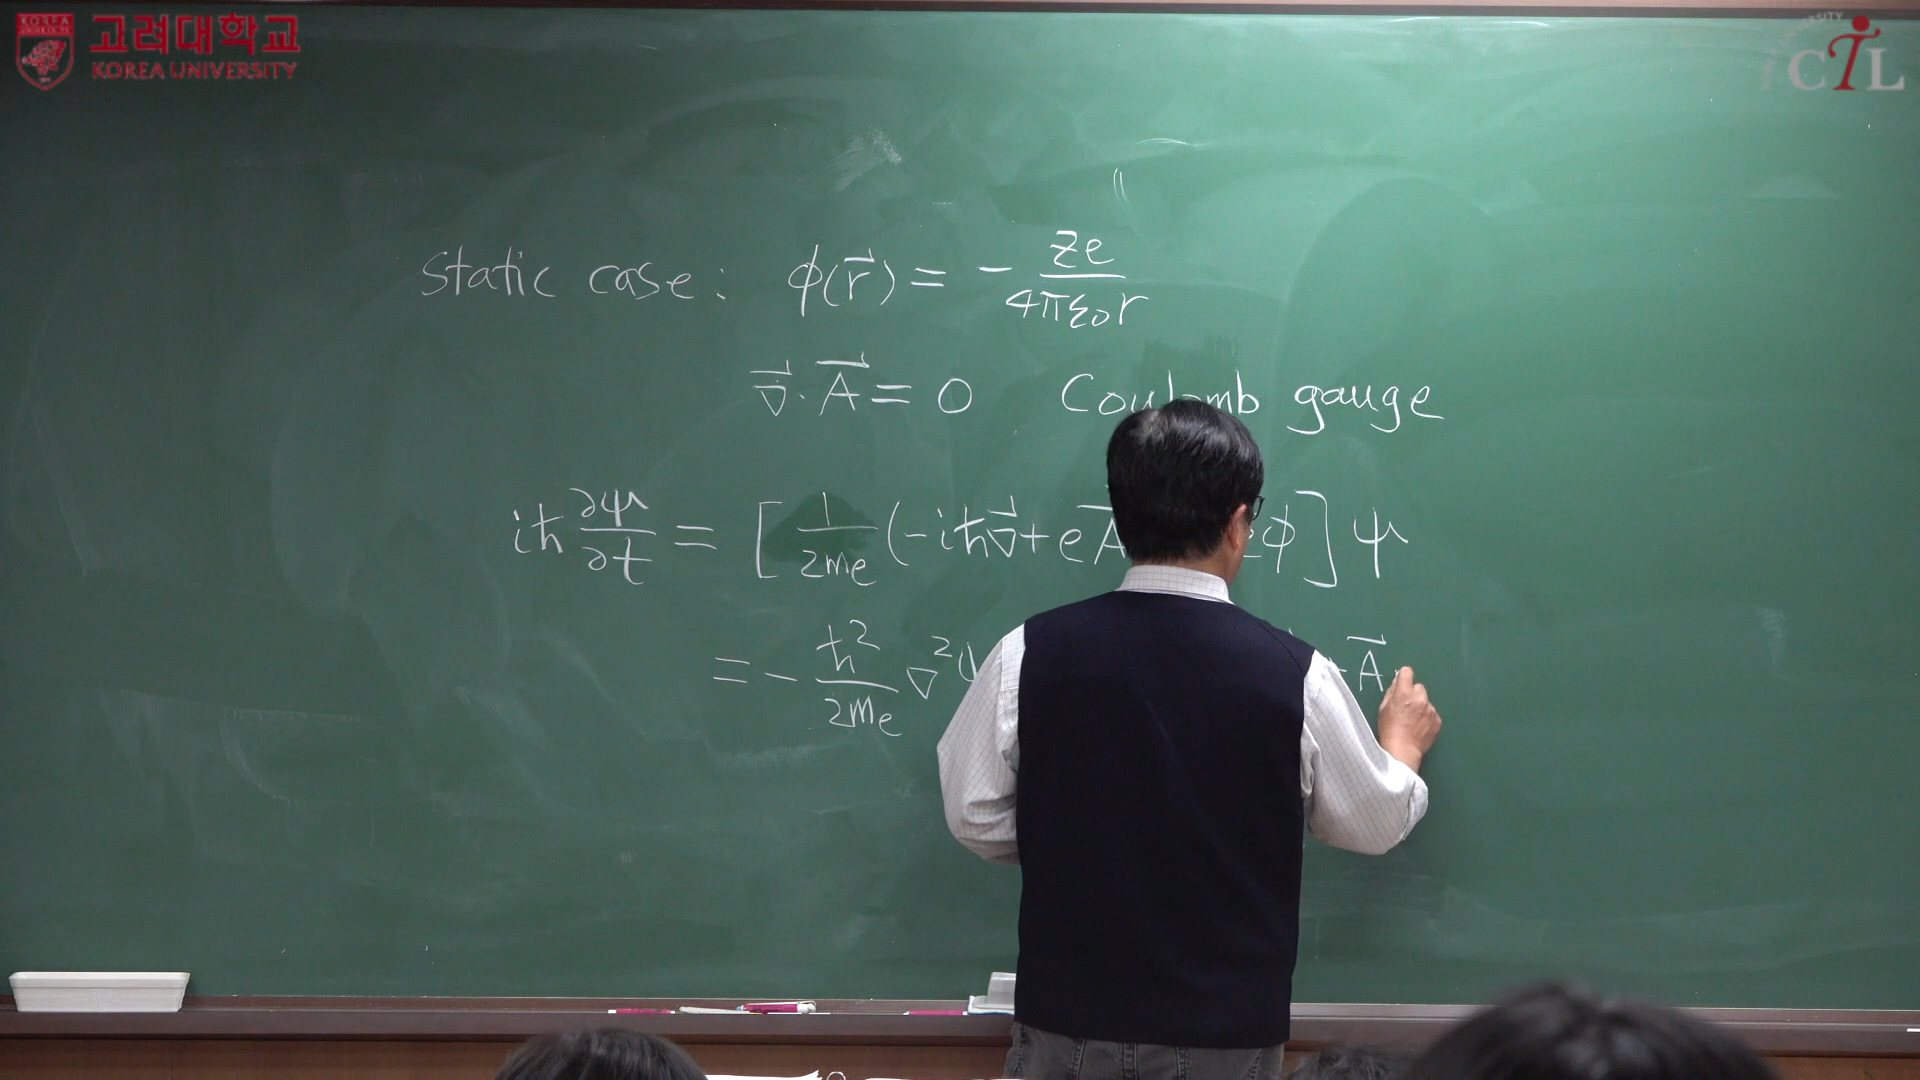 고려대학교
KOREA UNIVERSITY
CTL
static case: φ(r⃗) = - Ze / 4πε₀r
∇⃗·A⃗ = 0 Coulomb gauge
iħ ∂ψ/∂t = [ 1/2mₑ (-iħ∇⃗ + eA⃗ φ] ψ
= - ħ²/2mₑ ∇² A⃗